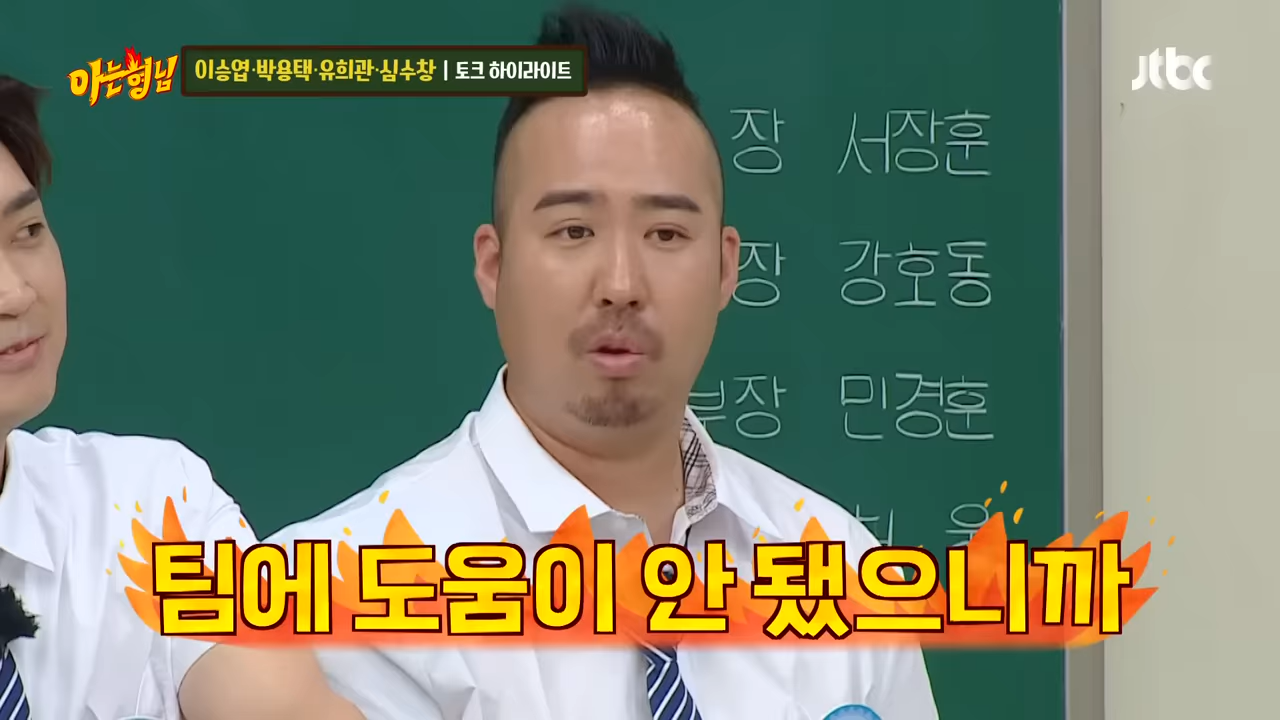 아는형님
이승엽·박용택·유희관·심수창 | 토크 하이라이트
jtbc
장 서장훈
장 강호동
부장 민경훈
팀에 도움이 안 됐으니까